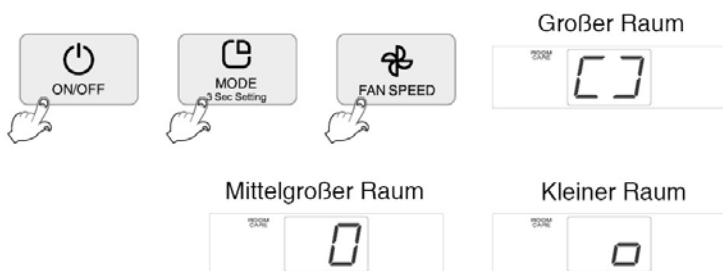 Großer Raum
ON/OFF
MODE
3 Sec Setting
FAN SPEED
ROOM
CARE
Mittelgroßer Raum
Kleiner Raum
ROOM
CARE
ROOM
CARE